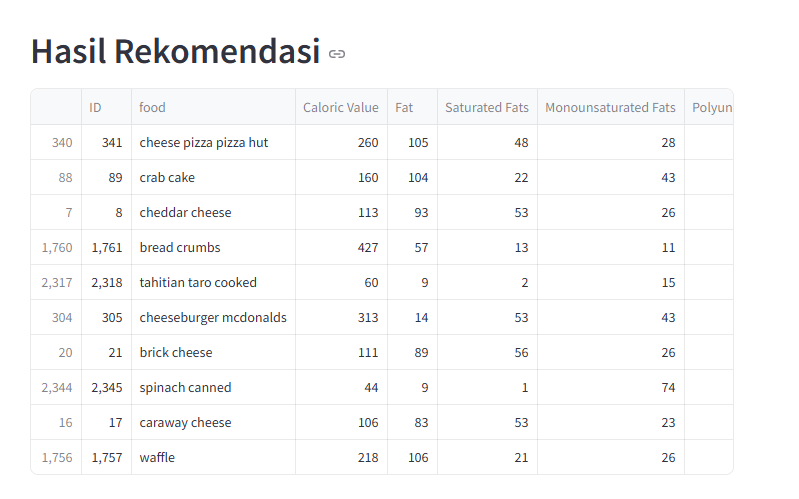 Hasil Rekomendasi
ID food Caloric Value Fat Saturated Fats Monounsaturated Fats Polyun
340 341 cheese pizza pizza hut 260 105 48 28
88 89 crab cake 160 104 22 43
7 8 cheddar cheese 113 93 53 26
1,760 1,761 bread crumbs 427 57 13 11
2,317 2,318 tahitian taro cooked 60 9 2 15
304 305 cheeseburger mcdonalds 313 14 53 43
20 21 brick cheese 111 89 56 26
2,344 2,345 spinach canned 44 9 1 74
16 17 caraway cheese 106 83 53 23
1,756 1,757 waffle 218 106 21 26